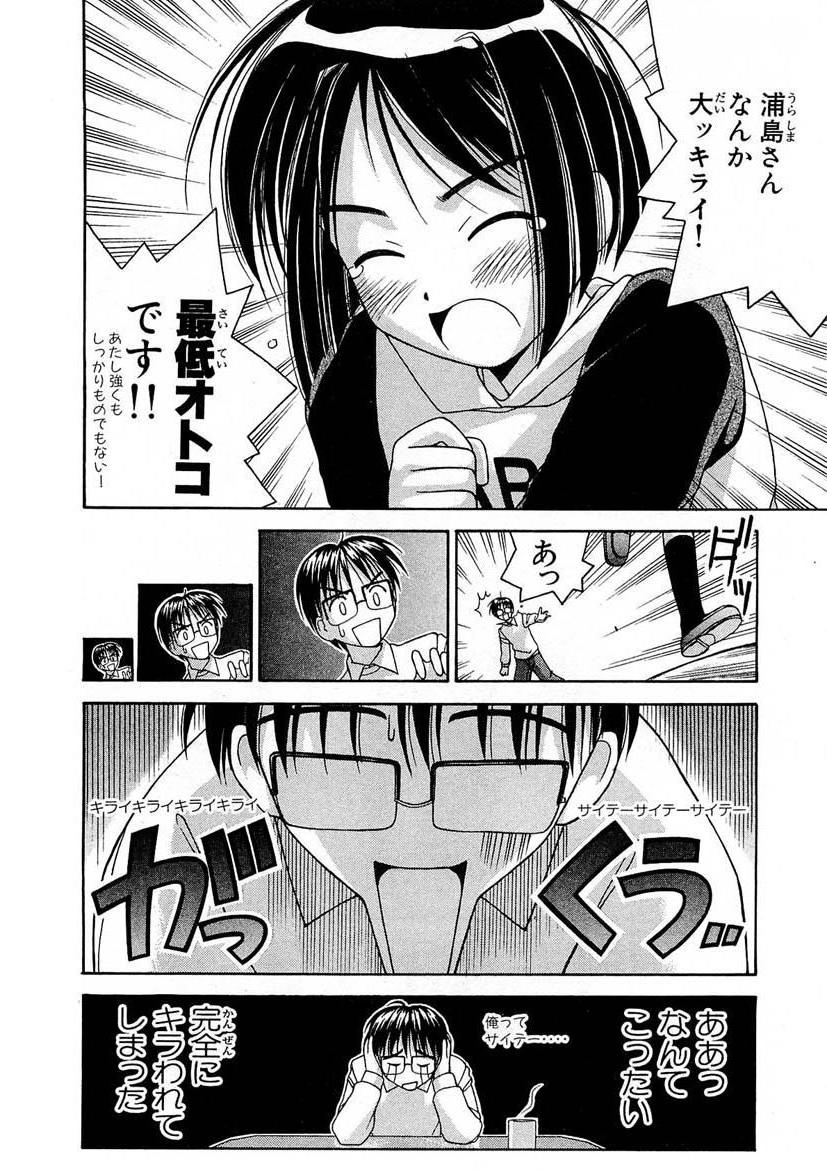 浦島さん
なんか
大ッキライ!
最低オトコ
です!!
あたし強くも
しっかりものでもない!
AB
ダッ
あっ
サイテーサイテーサイテー
キライキライキライキライ
ガーっ
くう‥
ああっ
なんて
こったい
俺って
サイテー‥‥
完全に
キラわれて
しまった